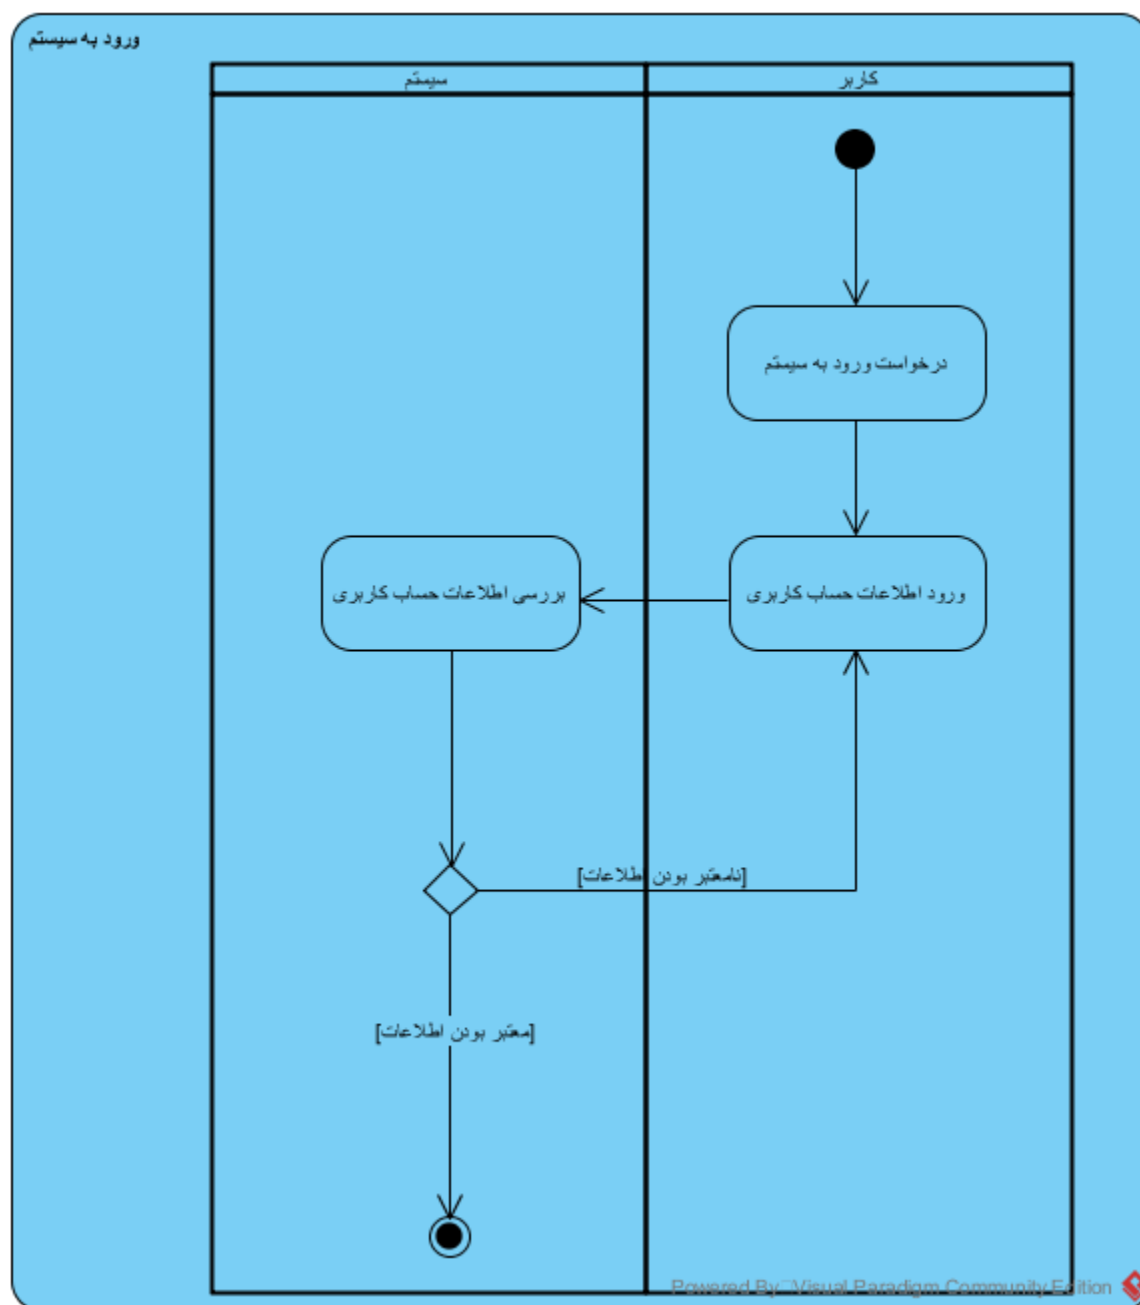 ورود به سیستم
کاربر
سیستم
درخواست ورود به سیستم
ورود اطلاعات حساب کاربری
بررسی اطلاعات حساب کاربری
[نامعتبر بودن اطلاعات]
[معتبر بودن اطلاعات]
Powered By Visual Paradigm Community Edition